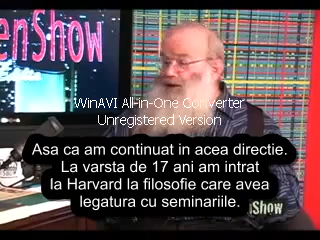 enShow
WinAVI All-in-One Converter
Unregistered Version
Asa ca am continuat in acea directie.
La varsta de 17 ani am intrat
la Harvard la filosofie care avea
legatura cu seminariile.
enShow